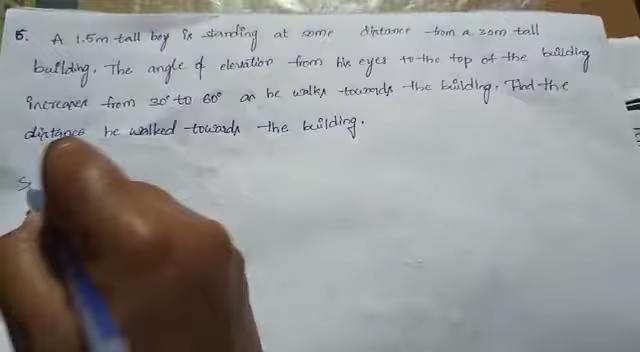 5. A 1.5m tall boy is standing at some distance from a 30m tall
building. The angle of elevation from his eyes to the top of the building
increases from 30° to 60° as he walks towards the building. Find the
distance he walked towards the building.
S